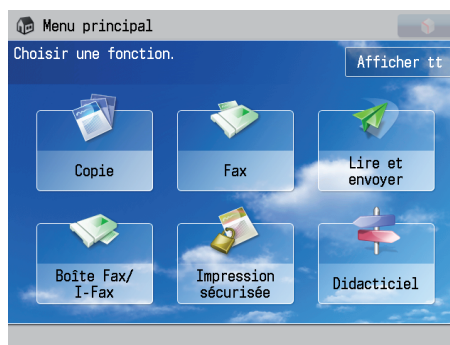 Menu principal
Choisir une fonction.
Afficher tt
Copie
Fax
Lire et
envoyer
Boîte Fax/
I-Fax
Impression
sécurisée
Didacticiel